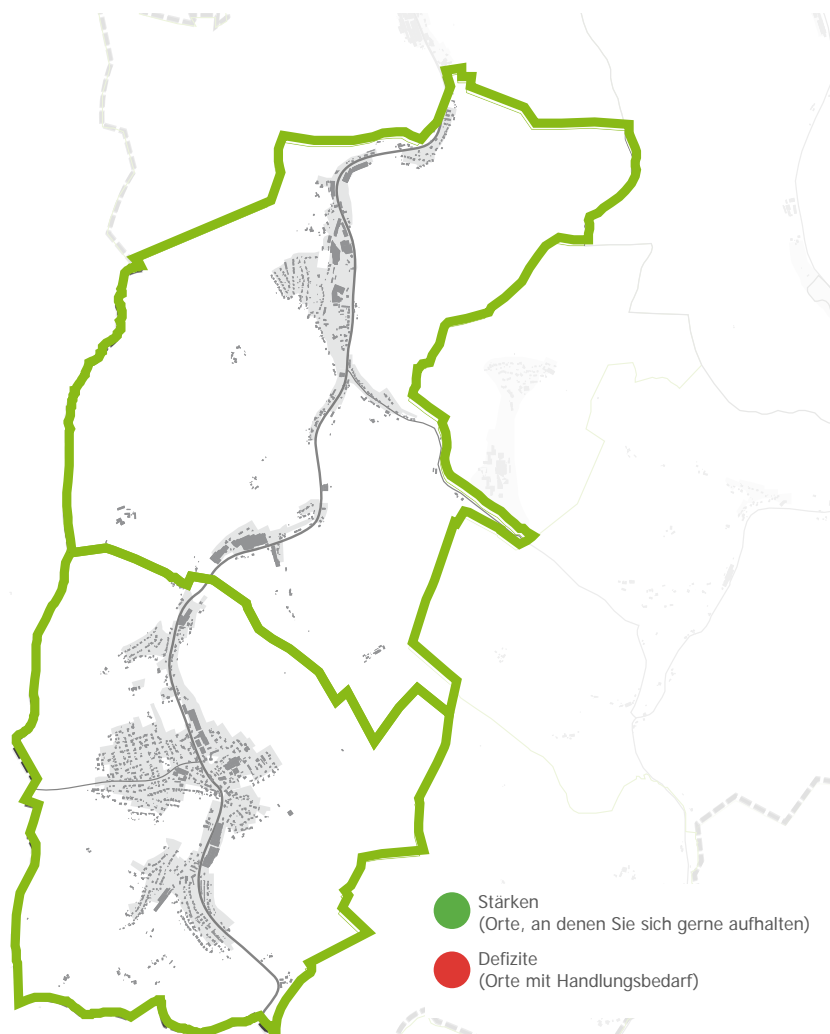 Stärken
(Orte, an denen Sie sich gerne aufhalten)
Defizite
(Orte mit Handlungsbedarf)